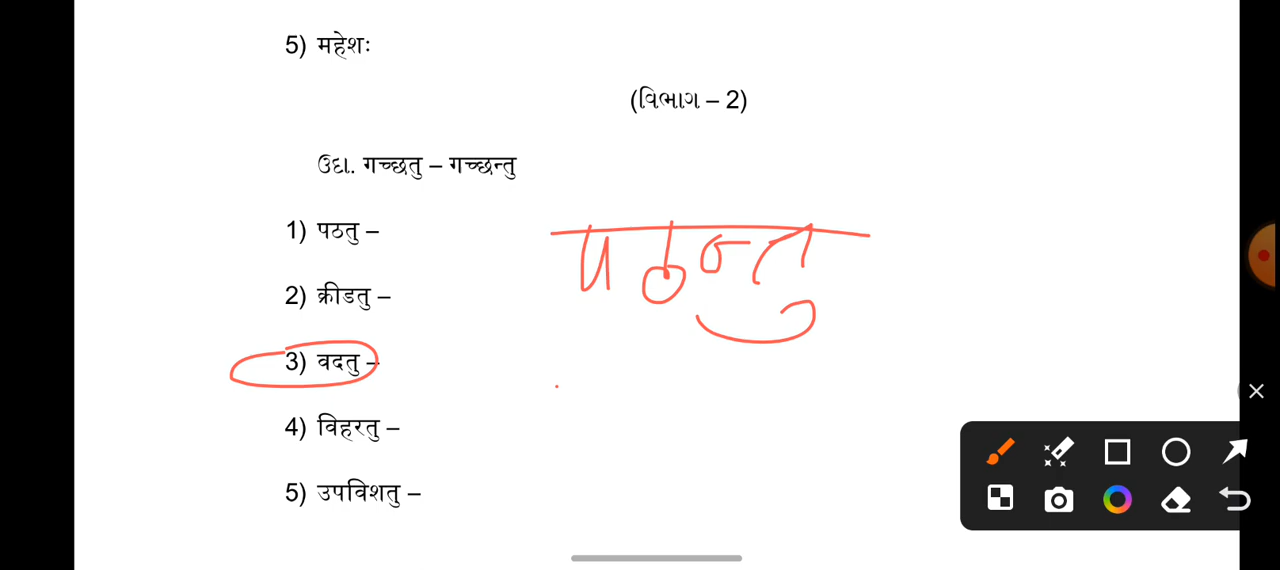 5) महेशः
(વિભાગ – 2)
ઉદા. गच्छतु – गच्छन्तु
1) पठतु –
पठन्तु
2) क्रीडतु –
3) वदतु –
4) विहरतु –
5) उपविशतु –